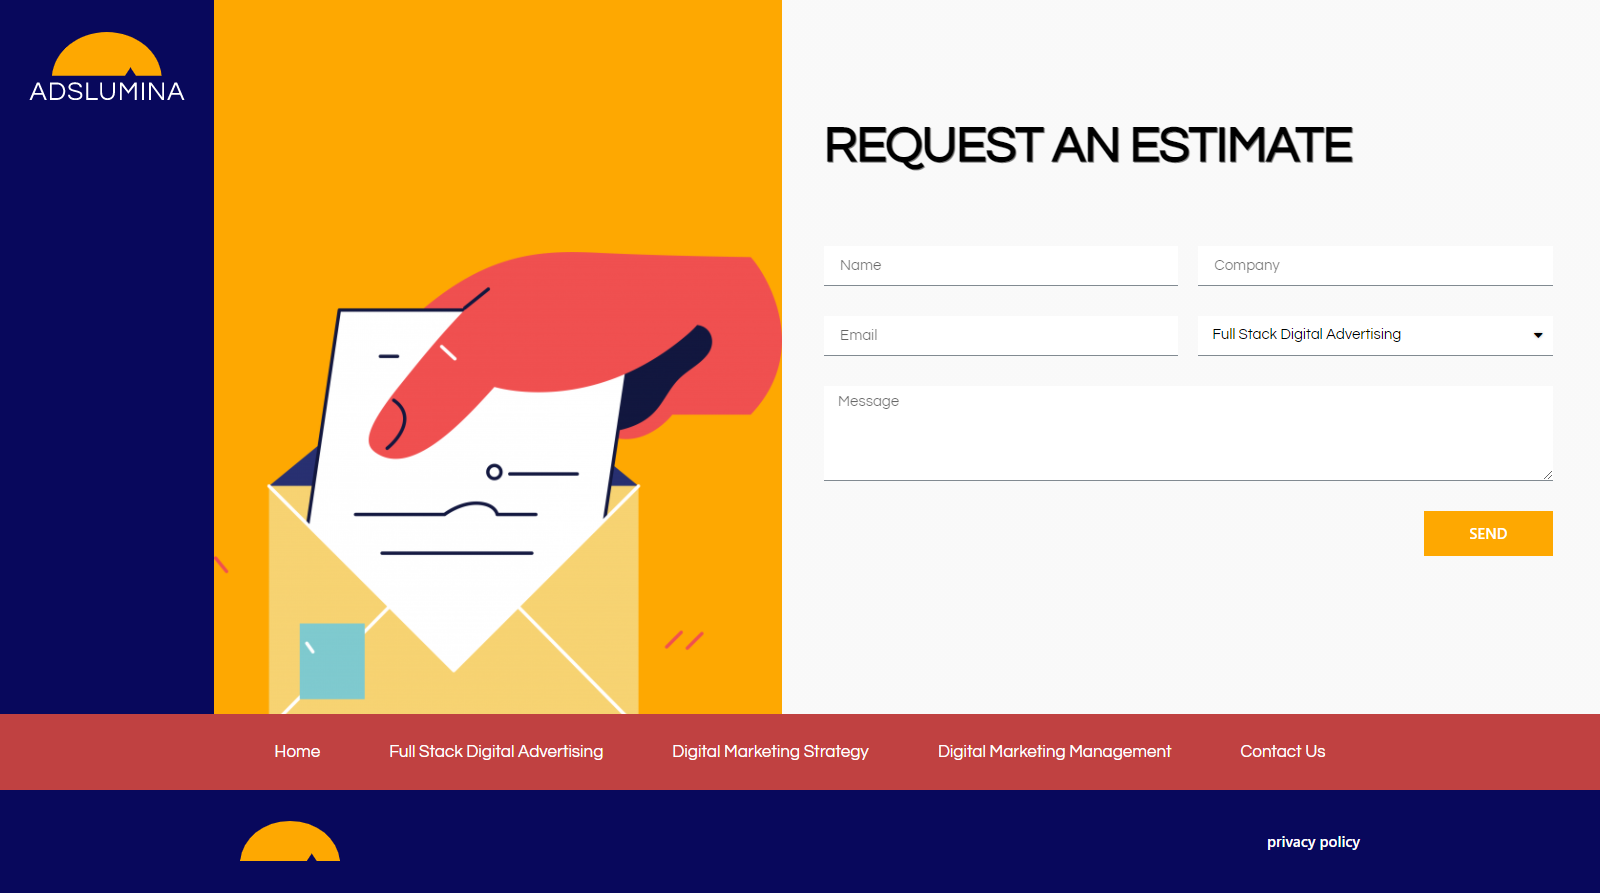 ADSLUMINA
REQUEST AN ESTIMATE
Name
Company
Email
Full Stack Digital Advertising
Message
SEND
Home
Full Stack Digital Advertising
Digital Marketing Strategy
Digital Marketing Management
Contact Us
privacy policy